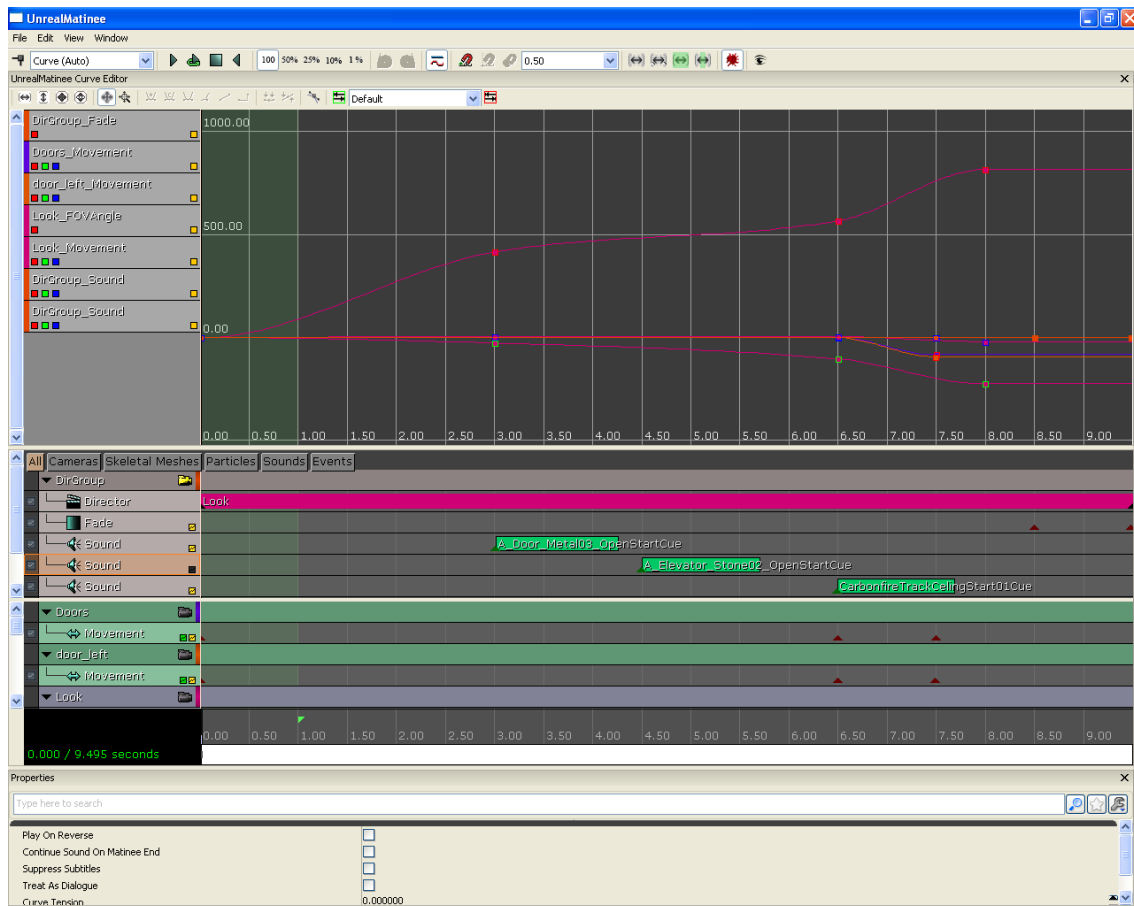 UnrealMatinee
File Edit View Window
Curve (Auto) 100 50% 25% 10% 1% 0.50
UnrealMatinee Curve Editor
Default
DirGroup_Fade
Doors_Movement
door_left_Movement
Look_FOVAngle
Look_Movement
DirGroup_Sound
DirGroup_Sound
1000.00
500.00
0.00
0.00 0.50 1.00 1.50 2.00 2.50 3.00 3.50 4.00 4.50 5.00 5.50 6.00 6.50 7.00 7.50 8.00 8.50 9.00
All Cameras Skeletal Meshes Particles Sounds Events
DirGroup
Director Look
Fade
Sound A_Door_Metal03_OpenStartCue
Sound A_Elevator_Stone02_OpenStartCue
Sound CarbonfireTrackCelingStart01Cue
Doors
Movement
door_left
Movement
Look
0.00 0.50 1.00 1.50 2.00 2.50 3.00 3.50 4.00 4.50 5.00 5.50 6.00 6.50 7.00 7.50 8.00 8.50 9.00
0.000 / 9.495 seconds
Properties
Type here to search
Play On Reverse
Continue Sound On Matinee End
Suppress Subtitles
Treat As Dialogue
Curve Tension 0.000000